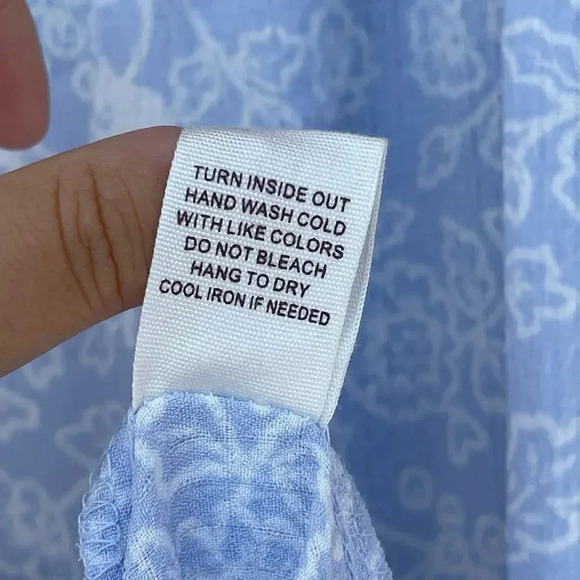 TURN INSIDE OUT
HAND WASH COLD
WITH LIKE COLORS
DO NOT BLEACH
HANG TO DRY
COOL IRON IF NEEDED